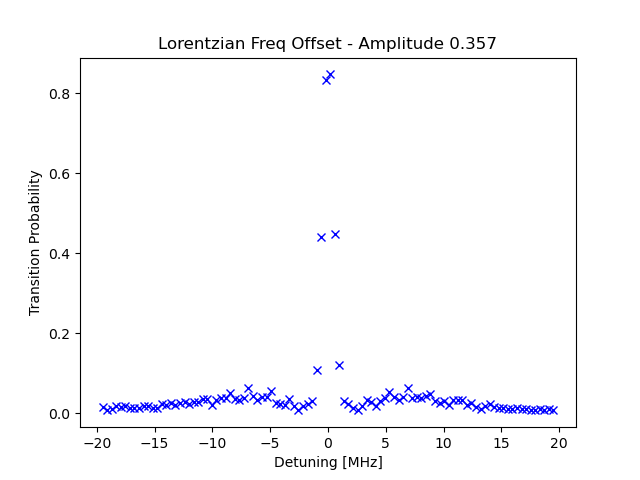 Lorentzian Freq Offset - Amplitude 0.357
Transition Probability
0.8
0.6
0.4
0.2
0.0
−20 −15 −10 −5 0 5 10 15 20
Detuning [MHz]